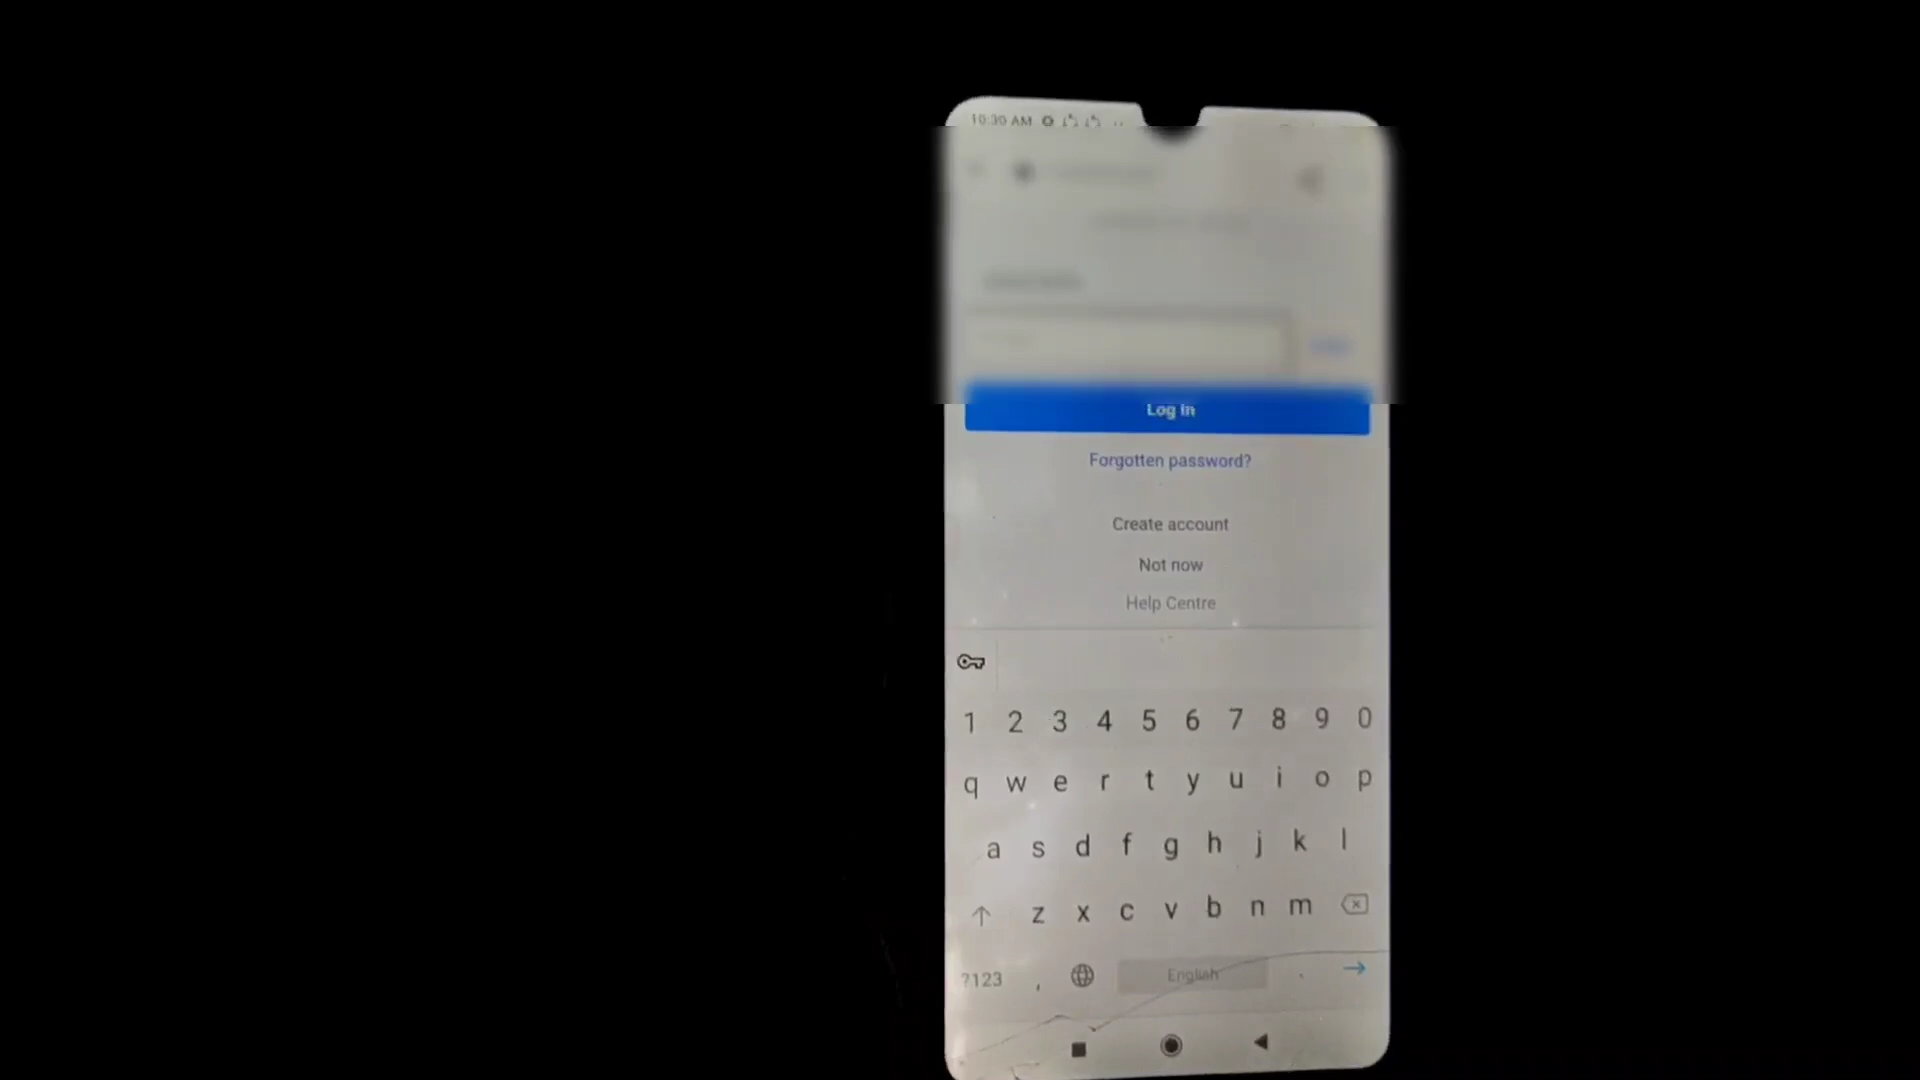 10:30 AM
Log in
Forgotten password?
Create account
Not now
Help Centre
1 2 3 4 5 6 7 8 9 0
q w e r t y u i o p
a s d f g h j k l
z x c v b n m
?123 , English .